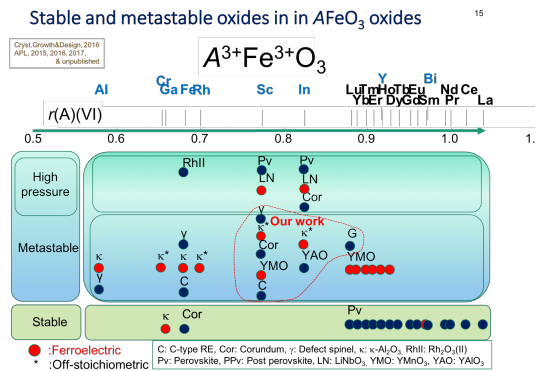 Stable and metastable oxides in in AFeO3 oxides
15
Cryst.Growth&Design, 2016
APL, 2015, 2016, 2017,
& unpublished
A3+Fe3+O3
Al Cr Ga Fe Rh Sc In Y Bi
Lu Tm Ho Tb Eu Nd Ce
Yb Er Dy Gd Sm Pr La
r(A)(VI)
0.5 0.6 0.7 0.8 0.9 1.0 1.
High
pressure
RhII
Pv
LN
Pv
LN
Cor
Metastable
κ
γ
κ*
γ
κ
C
κ*
γ
κ*
Cor
YMO
C
Our work
κ*
YAO
G
YMO
Stable
κ
Cor
Pv
:Ferroelectric
* :Off-stoichiometric
C: C-type RE, Cor: Corundum, γ: Defect spinel, κ: κ-Al2O3, RhII: Rh2O3(II)
Pv: Perovskite, PPv: Post perovskite, LN: LiNbO3, YMO: YMnO3, YAO: YAlO3